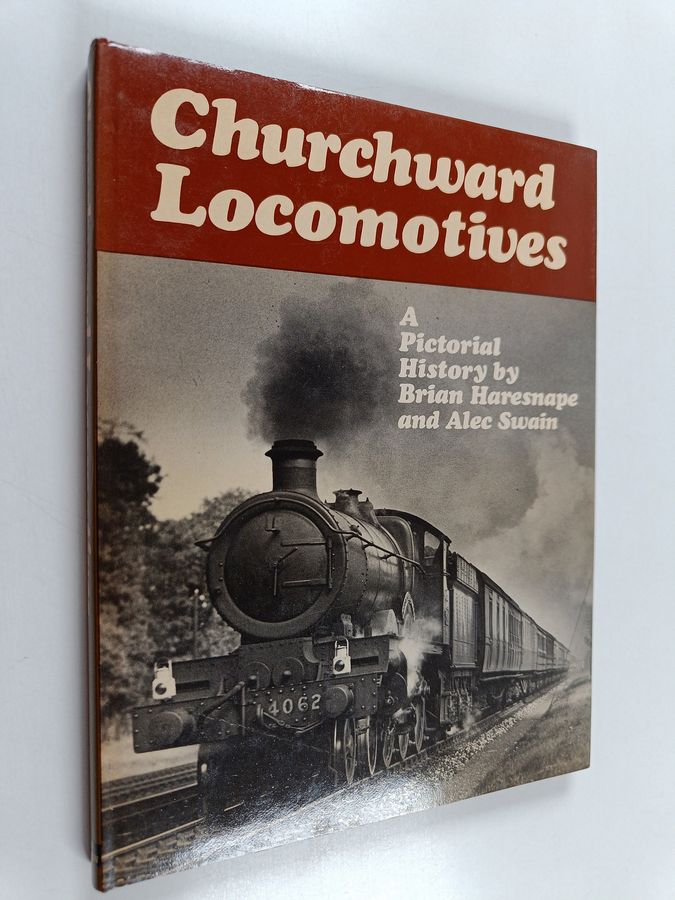 Churchward
Locomotives
A
Pictorial
History by
Brian Haresnape
and Alec Swain
4062